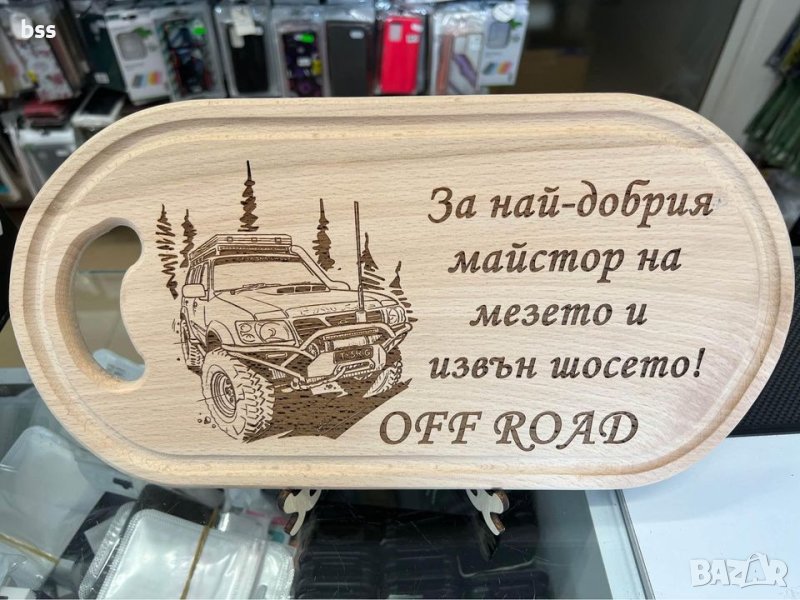 bss
За най-добрия
майстор на
мезето и
извън шосето!
OFF ROAD
BAZAR